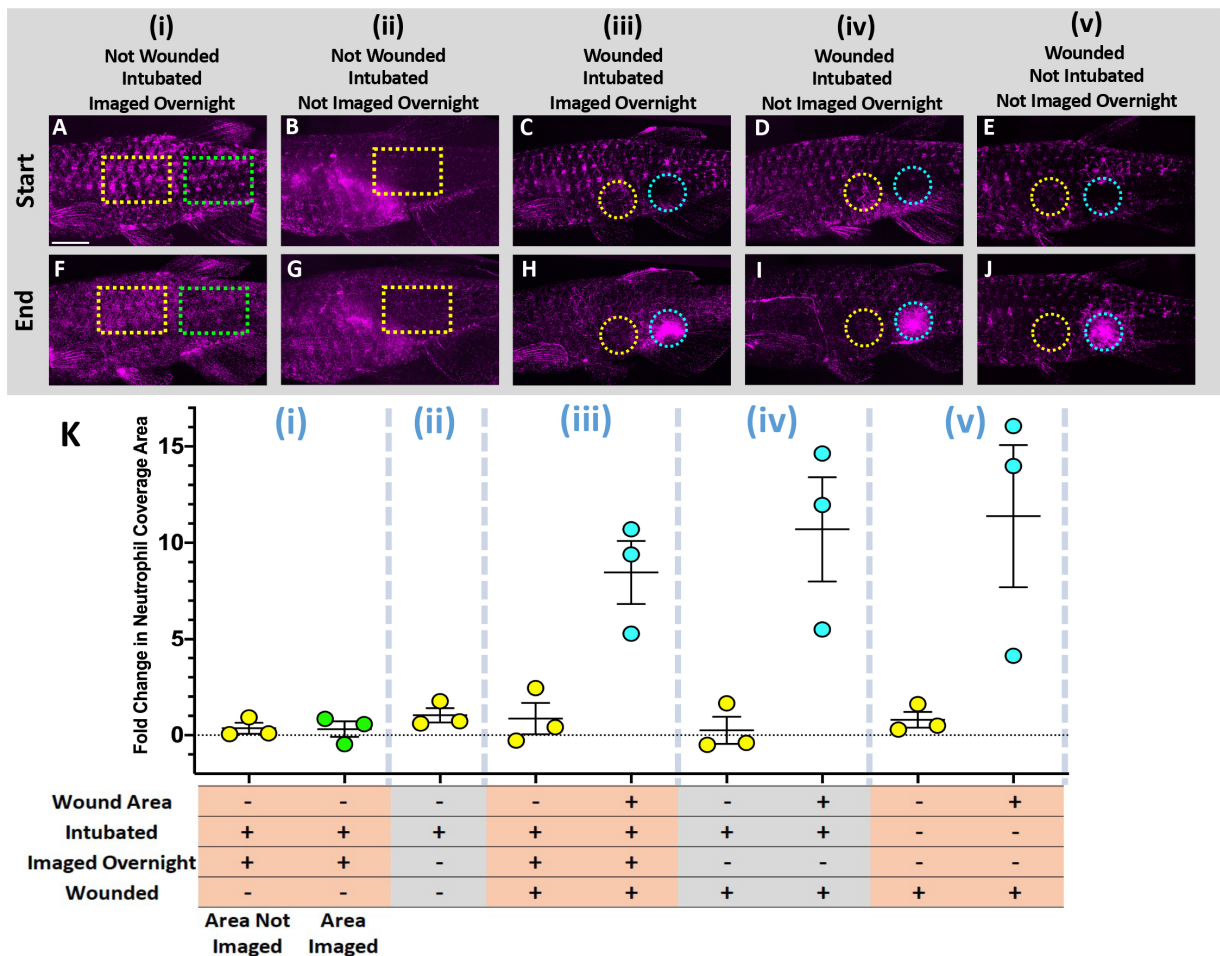 (i)
Not Wounded
Intubated
Imaged Overnight
(ii)
Not Wounded
Intubated
Not Imaged Overnight
(iii)
Wounded
Intubated
Imaged Overnight
(iv)
Wounded
Intubated
Not Imaged Overnight
(v)
Wounded
Not Intubated
Not Imaged Overnight
Start
A
B
C
D
E
End
F
G
H
I
J
K
(i)
(ii)
(iii)
(iv)
(v)
Fold Change in Neutrophil Coverage Area
15
10
5
0
Wound Area - - - - + - + - +
Intubated + + + + + + + - -
Imaged Overnight + + - + + - - - -
Wounded - - - + + + + + +
Area Not
Imaged
Area
Imaged